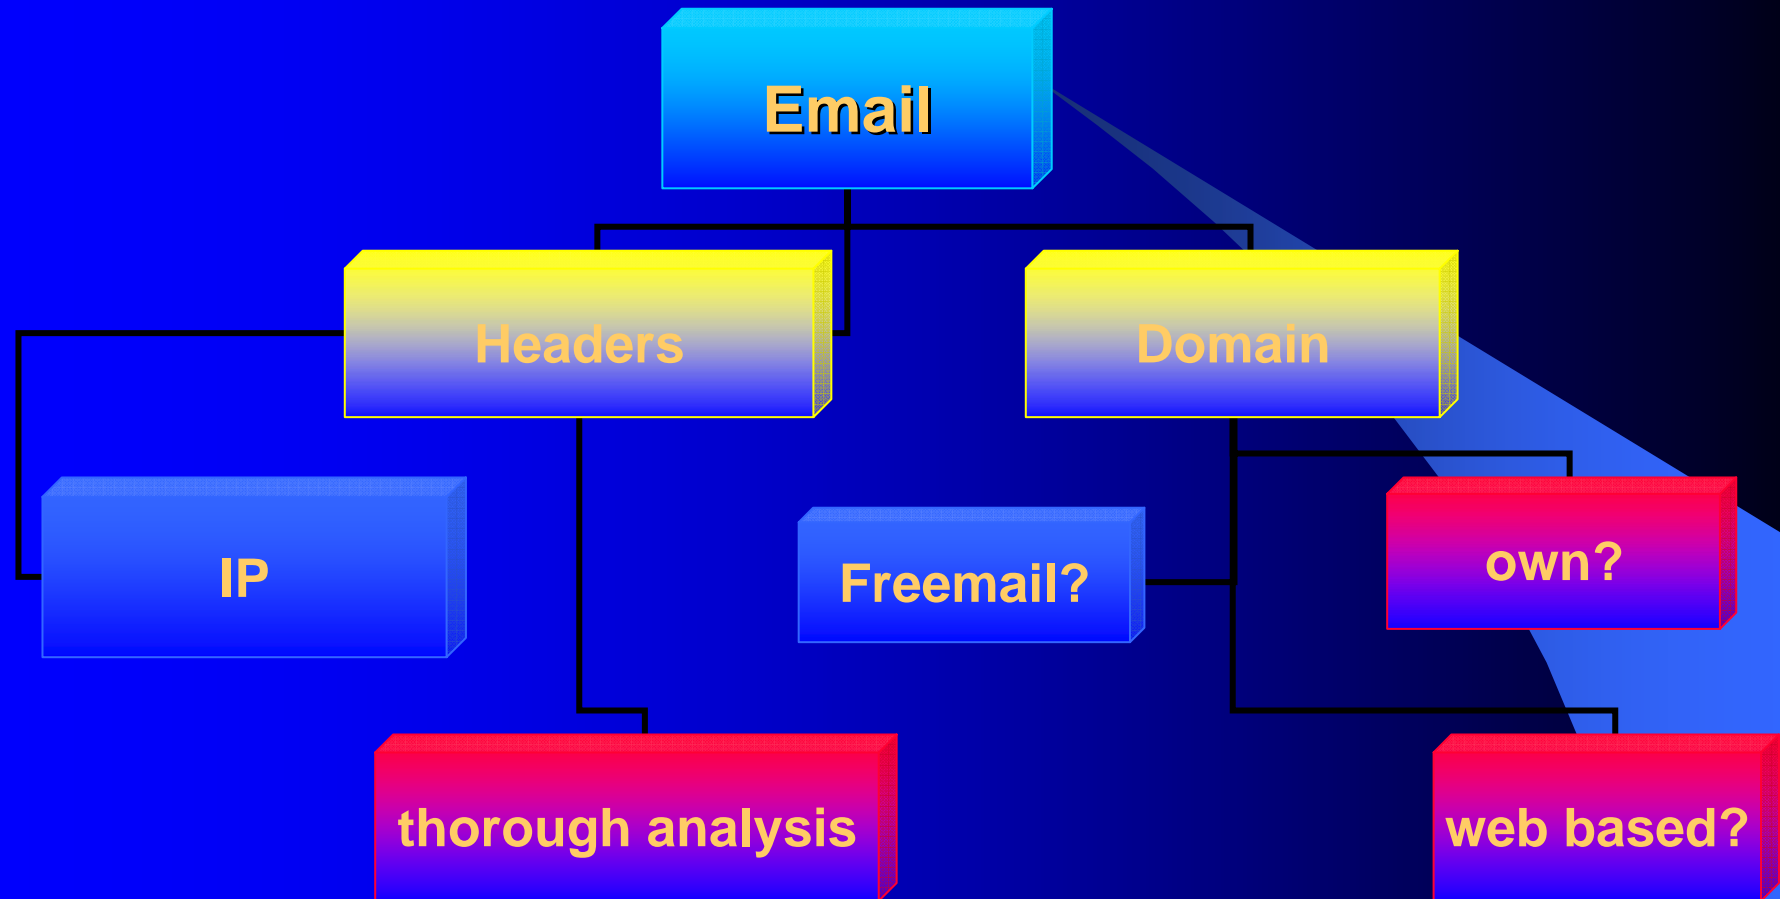 Email
Headers
Domain
IP
Freemail?
own?
thorough analysis
web based?